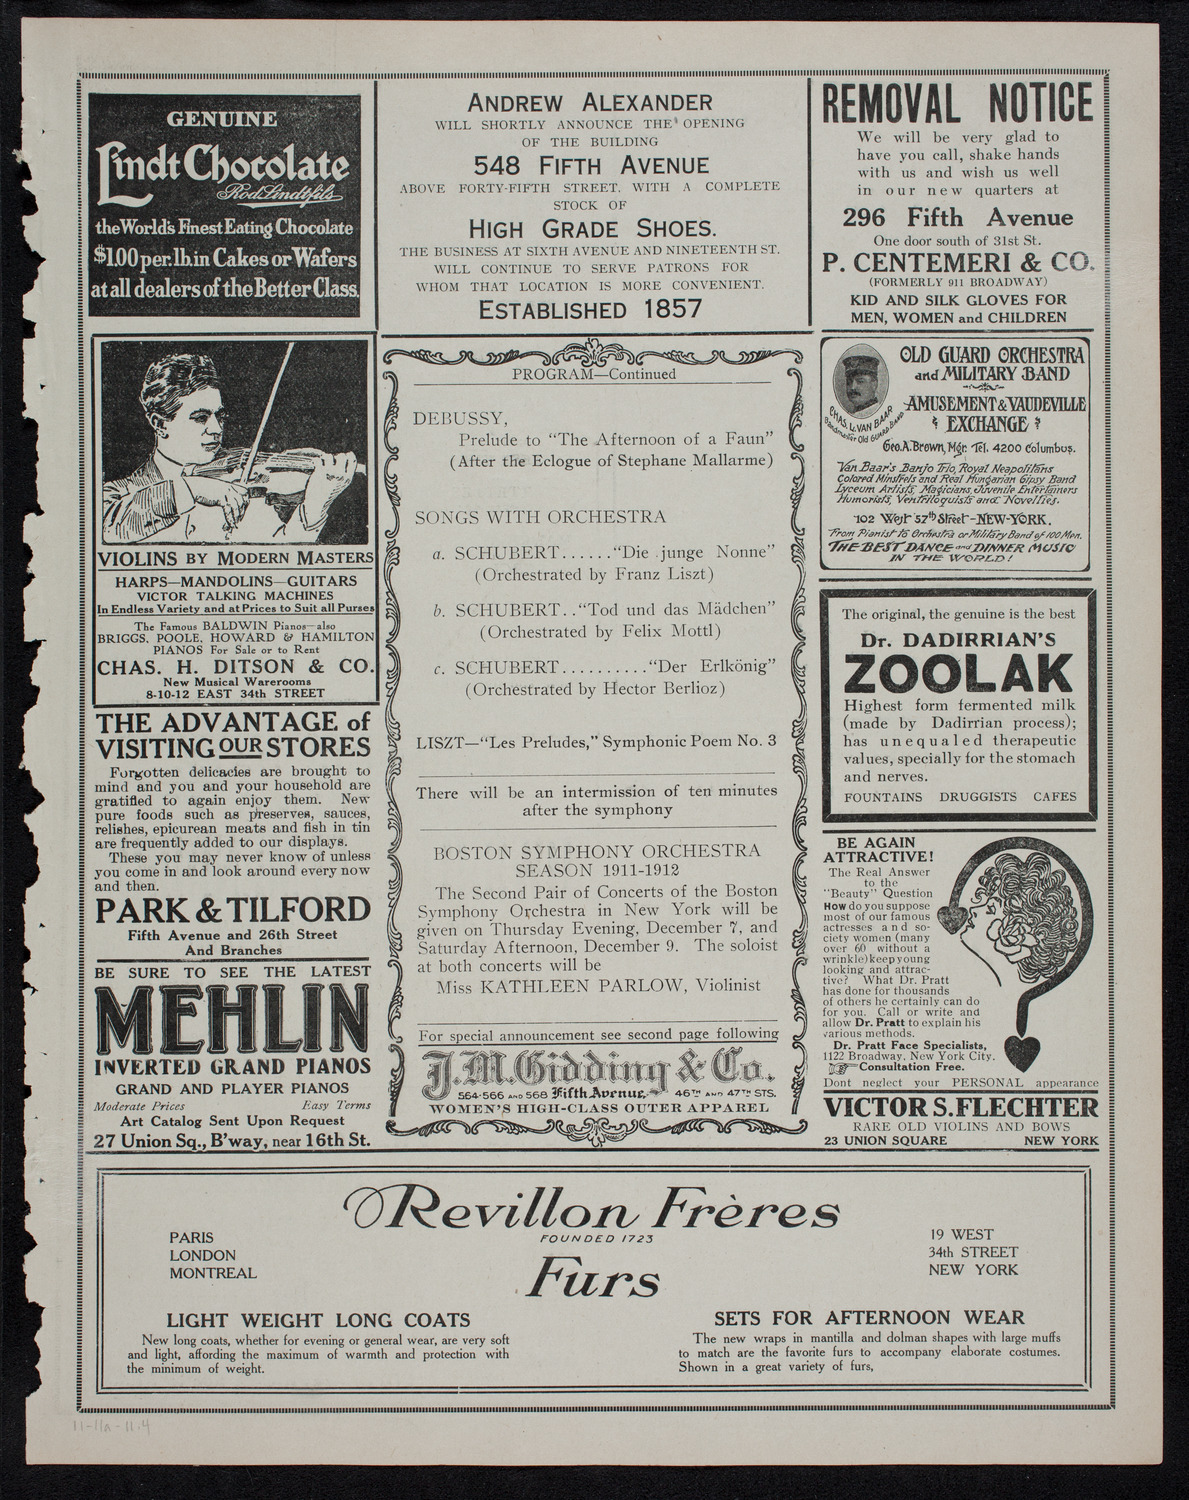 GENUINE
Lindt Chocolate
Rod. Lindt fils
the World's Finest Eating Chocolate
$1.00 per. lb. in Cakes or Wafers
at all dealers of the Better Class.
ANDREW ALEXANDER
WILL SHORTLY ANNOUNCE THE OPENING
OF THE BUILDING
548 FIFTH AVENUE
ABOVE FORTY-FIFTH STREET, WITH A COMPLETE
STOCK OF
HIGH GRADE SHOES.
THE BUSINESS AT SIXTH AVENUE AND NINETEENTH ST.
WILL CONTINUE TO SERVE PATRONS FOR
WHOM THAT LOCATION IS MORE CONVENIENT.
ESTABLISHED 1857
REMOVAL NOTICE
We will be very glad to
have you call, shake hands
with us and wish us well
in our new quarters at
296 Fifth Avenue
One door south of 31st St.
P. CENTEMERI & CO.
(FORMERLY 911 BROADWAY)
KID AND SILK GLOVES FOR
MEN, WOMEN and CHILDREN
VIOLINS BY MODERN MASTERS
HARPS—MANDOLINS—GUITARS
VICTOR TALKING MACHINES
In Endless Variety and at Prices to Suit all Purses
The Famous BALDWIN Pianos—also
BRIGGS, POOLE, HOWARD & HAMILTON
PIANOS For Sale or to Rent
CHAS. H. DITSON & CO.
New Musical Warerooms
8-10-12 EAST 34th STREET
THE ADVANTAGE of
VISITING OUR STORES
Forgotten delicacies are brought to
mind and you and your household are
gratified to again enjoy them. New
pure foods such as preserves, sauces,
relishes, epicurean meats and fish in tin
are frequently added to our displays.
These you may never know of unless
you come in and look around every now
and then.
PARK & TILFORD
Fifth Avenue and 26th Street
And Branches
BE SURE TO SEE THE LATEST
MEHLIN
INVERTED GRAND PIANOS
GRAND AND PLAYER PIANOS
Moderate Prices Easy Terms
Art Catalog Sent Upon Request
27 Union Sq., B'way, near 16th St.
PROGRAM—Continued
DEBUSSY,
Prelude to "The Afternoon of a Faun"
(After the Eclogue of Stephane Mallarme)
SONGS WITH ORCHESTRA
a. SCHUBERT......"Die junge Nonne"
(Orchestrated by Franz Liszt)
b. SCHUBERT.."Tod und das Mädchen"
(Orchestrated by Felix Mottl)
c. SCHUBERT.........."Der Erlkönig"
(Orchestrated by Hector Berlioz)
LISZT—"Les Preludes," Symphonic Poem No. 3
There will be an intermission of ten minutes
after the symphony
BOSTON SYMPHONY ORCHESTRA
SEASON 1911-1912
The Second Pair of Concerts of the Boston
Symphony Orchestra in New York will be
given on Thursday Evening, December 7, and
Saturday Afternoon, December 9. The soloist
at both concerts will be
Miss KATHLEEN PARLOW, Violinist
For special announcement see second page following
J.M. Gidding & Co.
564-566 AND 568 Fifth Avenue 46TH AND 47TH STS.
WOMEN'S HIGH-CLASS OUTER APPAREL
OLD GUARD ORCHESTRA
and MILITARY BAND
AMUSEMENT & VAUDEVILLE
EXCHANGE
CHAS. L. VAN BAAR
Bandmaster Old Guard Band
Geo. A. Brown, Mgr. Tel. 4200 Columbus.
Van Baar's Banjo Trio, Royal Neapolitans
Colored Minstrels and Real Hungarian Gipsy Band
Lyceum Artists, Magicians, Juvenile Entertainers
Humorists, Ventriloquists and Novelties.
102 West 57th Street - NEW-YORK.
From Pianist to Orchestra or Military Band of 100 Men.
THE BEST DANCE and DINNER MUSIC
IN THE WORLD!
The original, the genuine is the best
Dr. DADIRRIAN'S
ZOOLAK
Highest form fermented milk
(made by Dadirrian process);
has unequaled therapeutic
values, specially for the stomach
and nerves.
FOUNTAINS DRUGGISTS CAFES
BE AGAIN
ATTRACTIVE!
The Real Answer
to the
"Beauty" Question
How do you suppose
most of our famous
actresses and so-
ciety women (many
over 60 without a
wrinkle) keep young
looking and attrac-
tive? What Dr. Pratt
has done for thousands
of others he certainly can do
for you. Call or write and
allow Dr. Pratt to explain his
various methods.
Dr. Pratt Face Specialists,
1122 Broadway, New York City.
Consultation Free.
Dont neglect your PERSONAL appearance
VICTOR S. FLECHTER
RARE OLD VIOLINS AND BOWS
23 UNION SQUARE NEW YORK
Revillon Frères
FOUNDED 1723
Furs
PARIS
LONDON
MONTREAL
19 WEST
34th STREET
NEW YORK
LIGHT WEIGHT LONG COATS
New long coats, whether for evening or general wear, are very soft
and light, affording the maximum of warmth and protection with
the minimum of weight.
SETS FOR AFTERNOON WEAR
The new wraps in mantilla and dolman shapes with large muffs
to match are the favorite furs to accompany elaborate costumes.
Shown in a great variety of furs,
11-11a-11.4